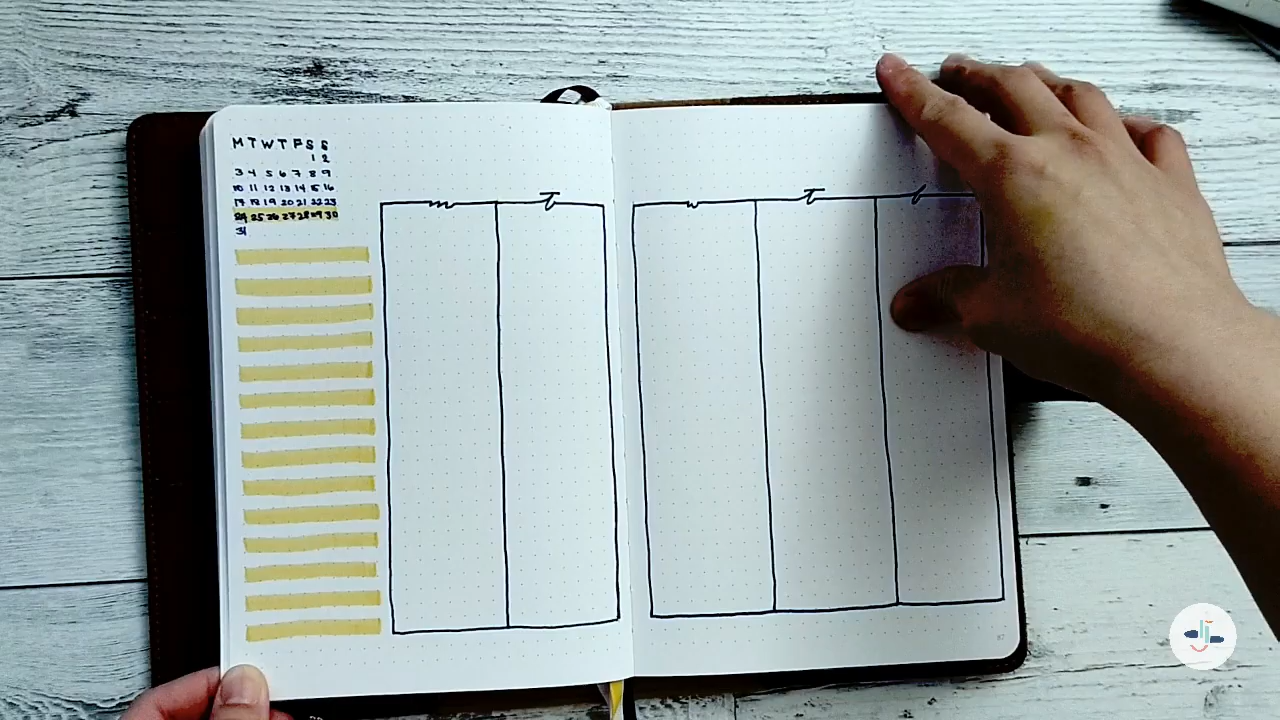 M T W T F S S
1 2
3 4 5 6 7 8 9
10 11 12 13 14 15 16
17 18 19 20 21 22 23
24 25 26 27 28 29 30
31
m T w T f